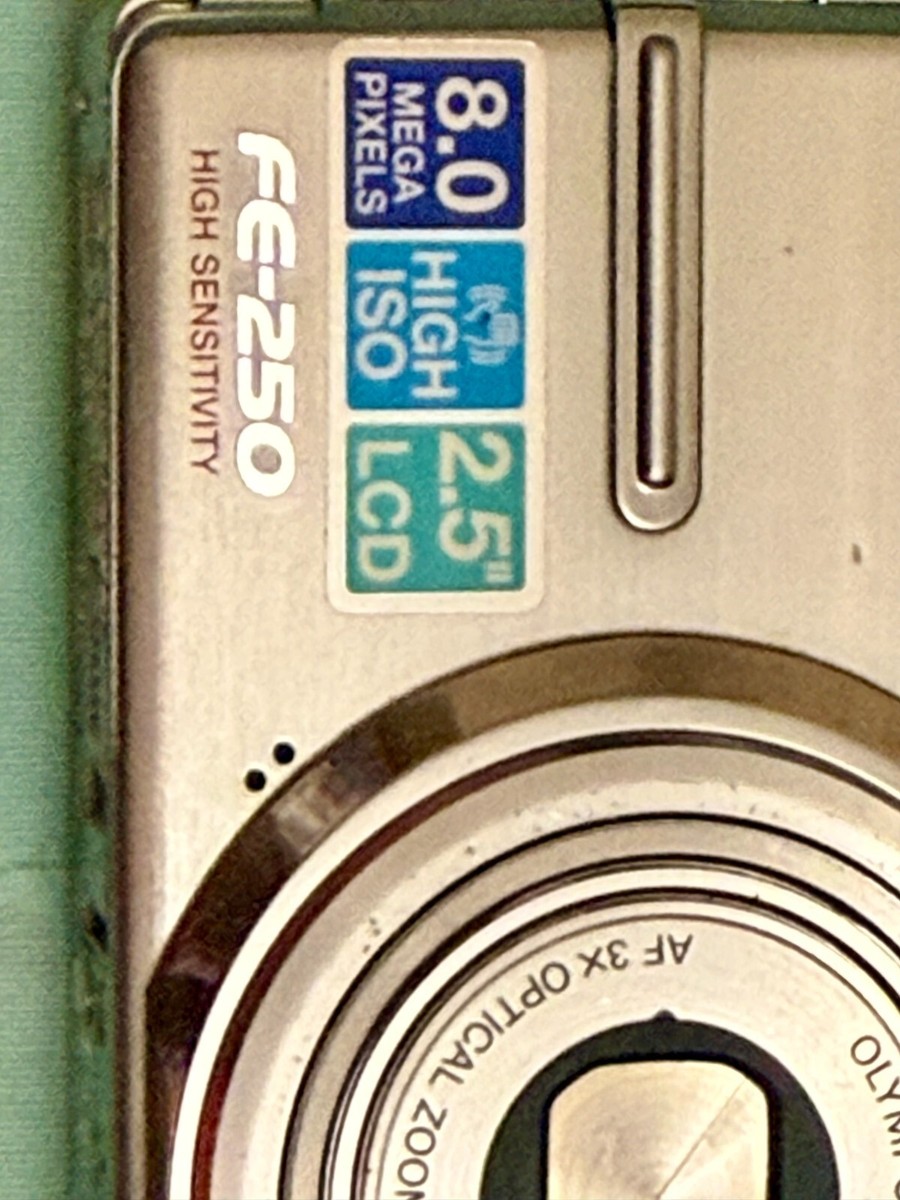 8.0
MEGA
PIXELS
HIGH
ISO
2.5"
LCD
FE-250
HIGH SENSITIVITY
AF 3X OPTICAL ZOOM